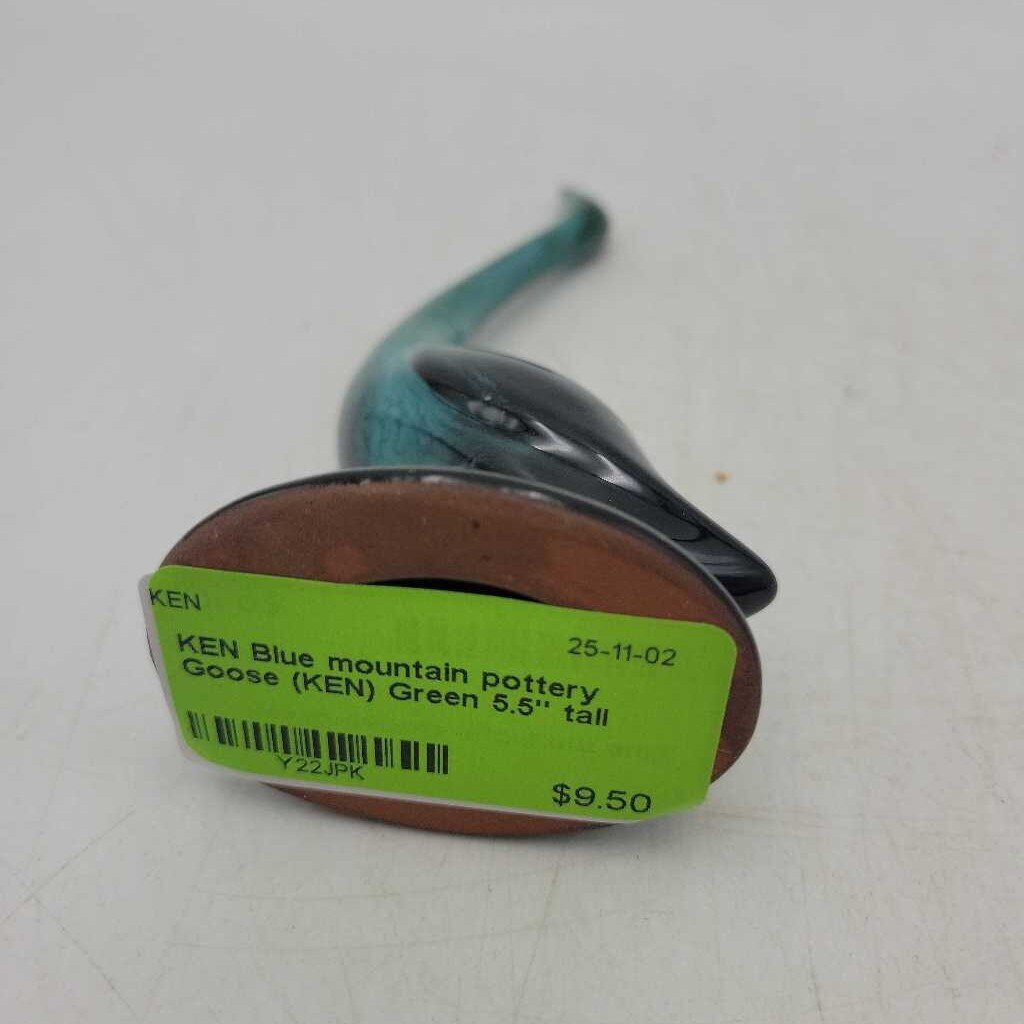 KEN
25-11-02
KEN Blue mountain pottery
Goose (KEN) Green 5.5" tall
Y22JPK
$9.50